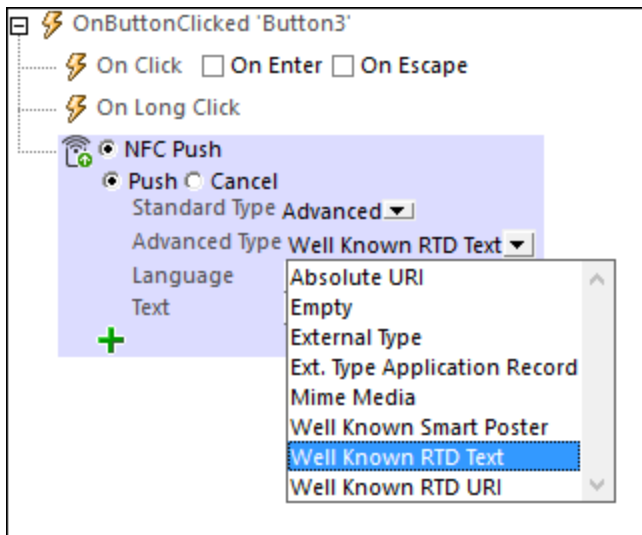 OnButtonClicked 'Button3'
On Click On Enter On Escape
On Long Click
NFC Push
Push Cancel
Standard Type Advanced
Advanced Type Well Known RTD Text
Language
Text
Absolute URI
Empty
External Type
Ext. Type Application Record
Mime Media
Well Known Smart Poster
Well Known RTD Text
Well Known RTD URI